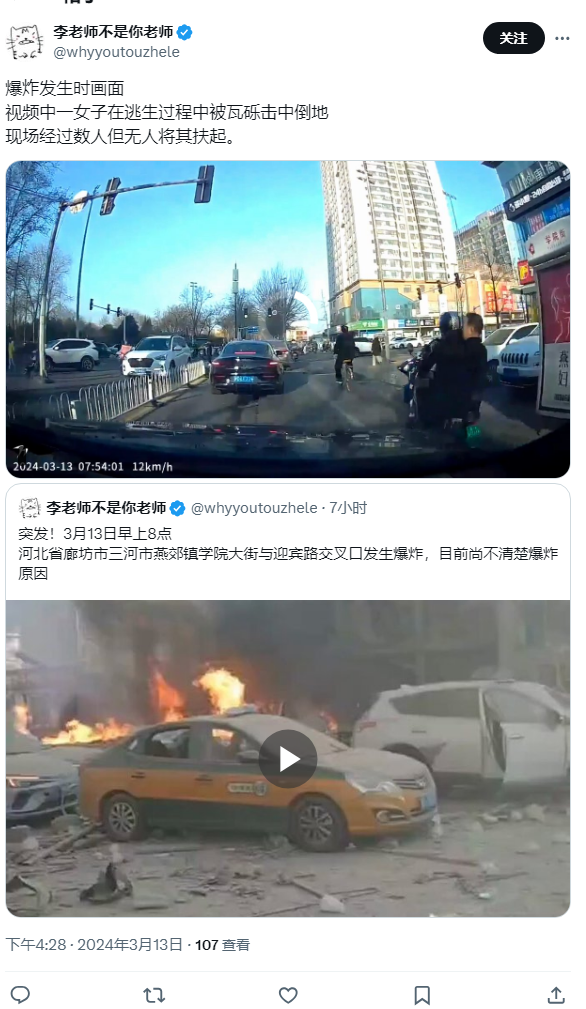 李老师不是你老师
@whyyoutouzhele
关注
爆炸发生时画面
视频中一女子在逃生过程中被瓦砾击中倒地
现场经过数人但无人将其扶起。
2024-03-13 07:54:01 12km/h
李老师不是你老师 @whyyoutouzhele · 7小时
突发！3月13日早上8点
河北省廊坊市三河市燕郊镇学院大街与迎宾路交叉口发生爆炸，目前尚不清楚爆炸
原因
下午4:28 · 2024年3月13日 · 107 查看